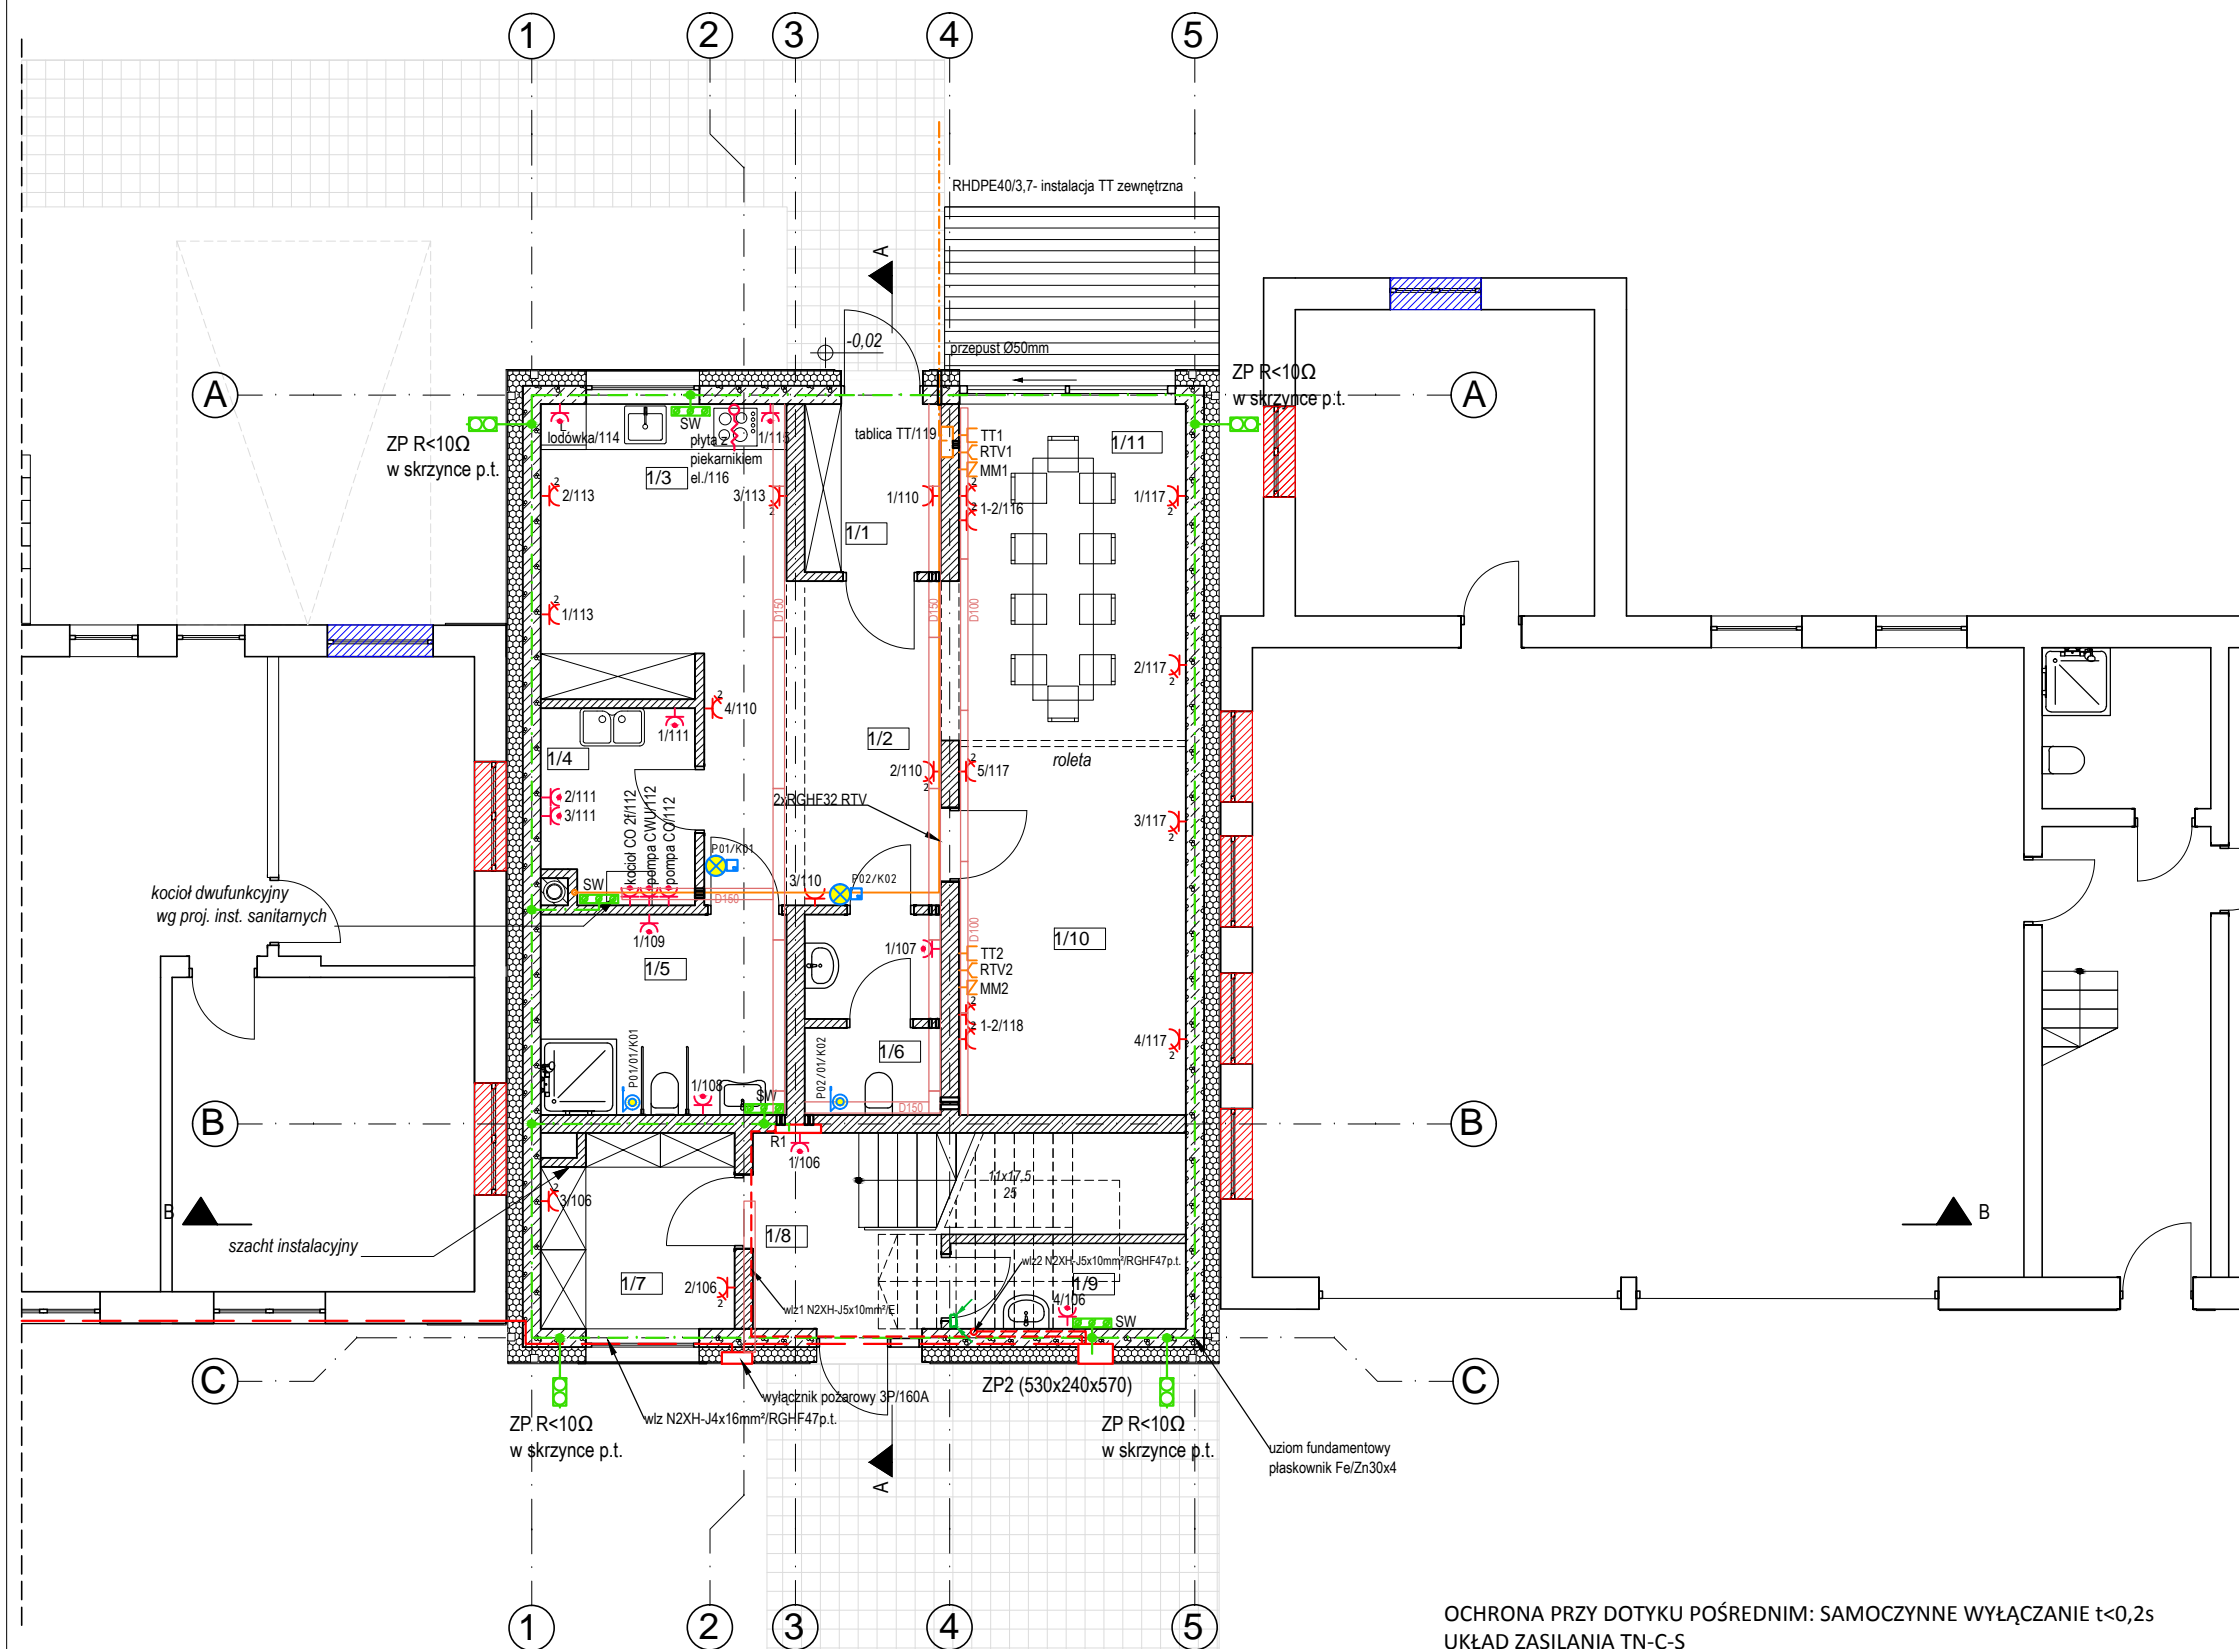 1
2
3
4
5
RHDPE40/3,7- instalacja TT zewnętrzna
A
-0,02
przepust Ø50mm
A
A
ZP R<10Ω
w skrzynce p.t.
ZP R<10Ω
w skrzynce p.t.
L
lodówka/114
SW
płyta z
piekarnikiem
el./116
1/115
tablica TT/119
TT1
RTV1
MM1
1/11
1/3
2/113
3/113
1/110
1-2/116
1/117
1/1
1/113
D150
D150
D100
2/117
4/110
1/111
1/4
1/2
roleta
2/110
5/117
2/111
3/111
2xRGHF32 RTV
3/117
kocioł CO 2f/112
pompa CWU/112
pompa CO/112
P01/K01
P02/K02
3/110
SW
D150
kocioł dwufunkcyjny
wg proj. inst. sanitarnych
1/109
1/107
D100
1/10
TT2
RTV2
MM2
1/5
1-2/118
4/117
1/6
P01/01/K01
P02/01/K02
1/108
SW
D150
B
B
R1
1/106
11x17,5
25
3/106
B
B
szacht instalacyjny
1/8
wlz2 N2XH-J5x10mm²/RGHF47p.t.
1/7
2/106
1/9
4/106
wlz1 N2XH-J5x10mm²/E
SW
C
C
ZP2 (530x240x570)
wyłącznik pożarowy 3P/160A
wlz N2XH-J4x16mm²/RGHF47p.t.
ZP R<10Ω
w skrzynce p.t.
ZP R<10Ω
w skrzynce p.t.
uziom fundamentowy
płaskownik Fe/Zn30x4
A
1
2
3
4
5
OCHRONA PRZY DOTYKU POŚREDNIM: SAMOCZYNNE WYŁĄCZANIE t<0,2s
UKŁAD ZASILANIA TN-C-S